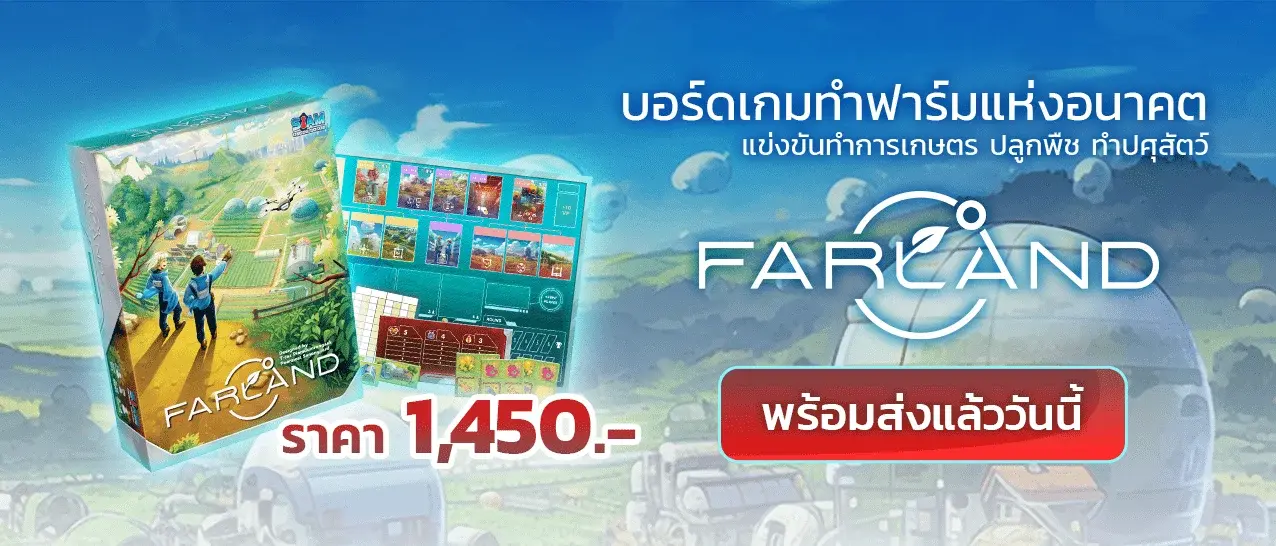 บอร์ดเกมทำฟาร์มแห่งอนาคต
แข่งขันทำการเกษตร ปลูกพืช ทำปศุสัตว์
FARLAND
พร้อมส่งแล้ววันนี้
ราคา 1,450.-
SIAM
Designed by
FARLAND